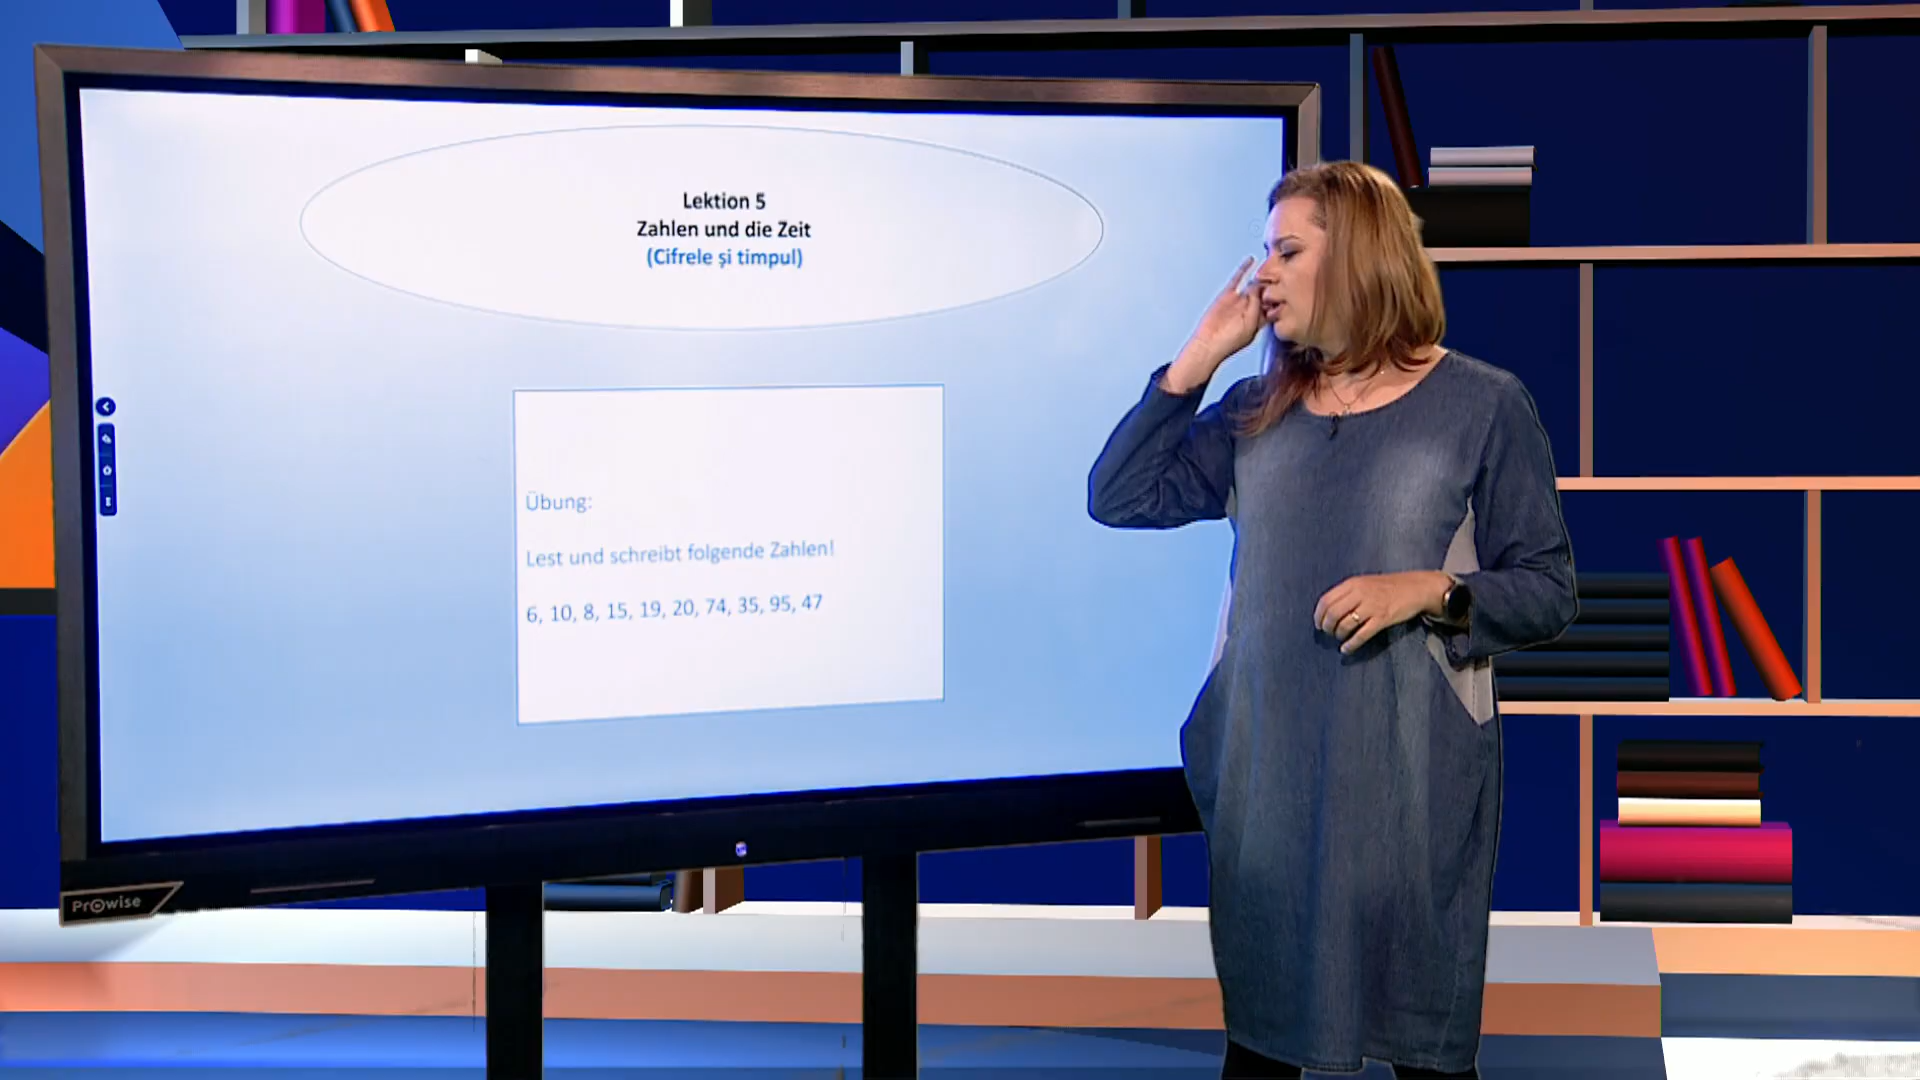 Lektion 5
Zahlen und die Zeit
(Cifrele și timpul)
Übung:
Lest und schreibt folgende Zahlen!
6, 10, 8, 15, 19, 20, 74, 35, 95, 47
Prowise